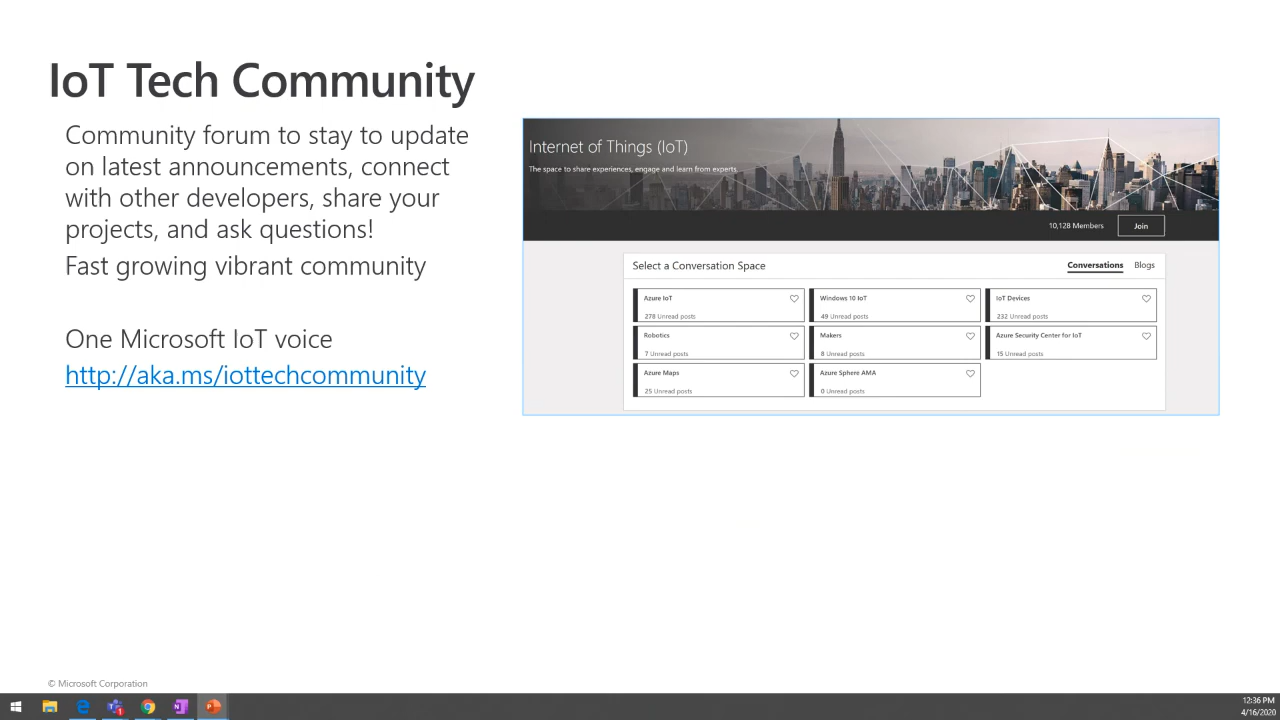 IoT Tech Community
Community forum to stay to update
on latest announcements, connect
with other developers, share your
projects, and ask questions!
Fast growing vibrant community
One Microsoft IoT voice
http://aka.ms/iottechcommunity
Internet of Things (IoT)
The space to share experiences, engage and learn from experts.
10,128 Members
Join
Select a Conversation Space
Conversations
Blogs
Azure IoT
278 Unread posts
Windows 10 IoT
49 Unread posts
IoT Devices
232 Unread posts
Robotics
7 Unread posts
Makers
8 Unread posts
Azure Security Center for IoT
15 Unread posts
Azure Maps
25 Unread posts
Azure Sphere AMA
0 Unread posts
© Microsoft Corporation
12:36 PM
4/16/2020